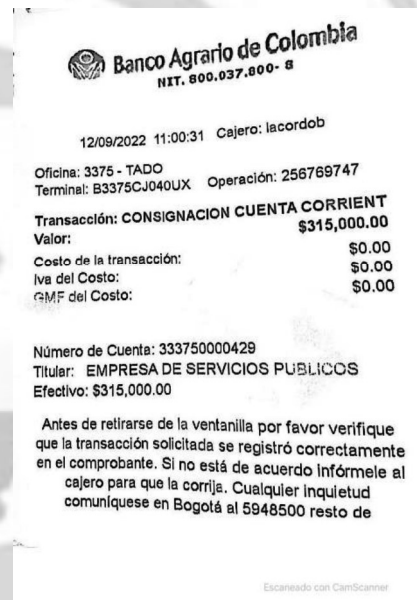 Banco Agrario de Colombia
NIT. 800.037.800- 8
12/09/2022 11:00:31 Cajero: lacordob
Oficina: 3375 - TADO
Terminal: B3375CJ040UX Operación: 256769747
Transacción: CONSIGNACION CUENTA CORRIENT
Valor: $315,000.00
Costo de la transacción: $0.00
Iva del Costo: $0.00
GMF del Costo: $0.00
Número de Cuenta: 333750000429
Titular: EMPRESA DE SERVICIOS PUBLICOS
Efectivo: $315,000.00
Antes de retirarse de la ventanilla por favor verifique
que la transacción solicitada se registró correctamente
en el comprobante. Si no está de acuerdo infórmele al
cajero para que la corrija. Cualquier inquietud
comuníquese en Bogotá al 5948500 resto de
Escaneado con CamScanner